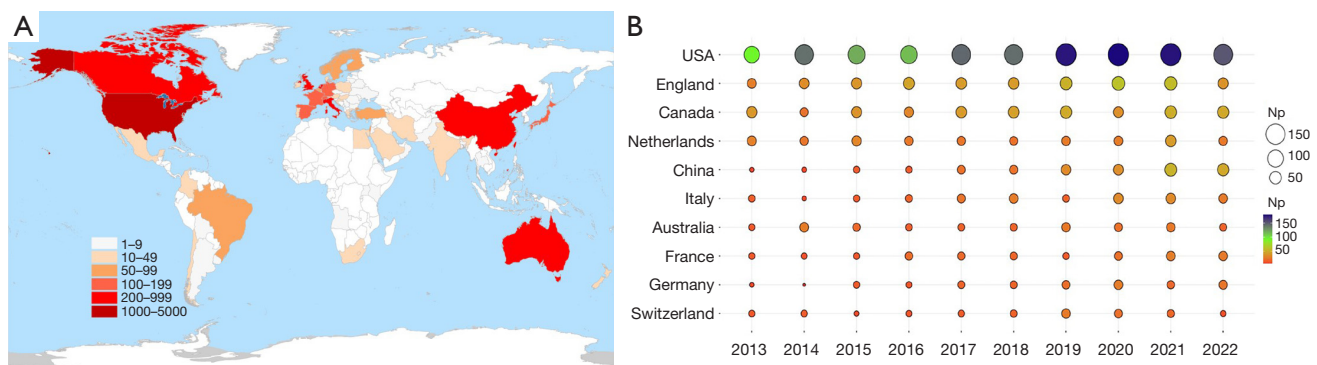 A
1–9
10–49
50–99
100–199
200–999
1000–5000
B
USA
England
Canada
Netherlands
China
Italy
Australia
France
Germany
Switzerland
2013 2014 2015 2016 2017 2018 2019 2020 2021 2022
Np
150
100
50
Np
150
100
50